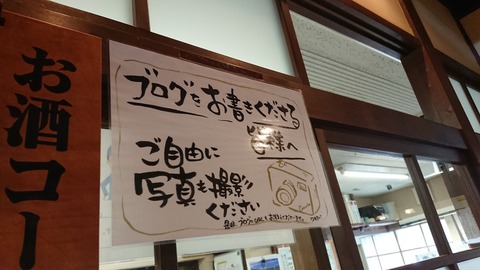 お酒コー
ブログをお書きくださる
皆様へ
ご自由に
写真も撮影
ください